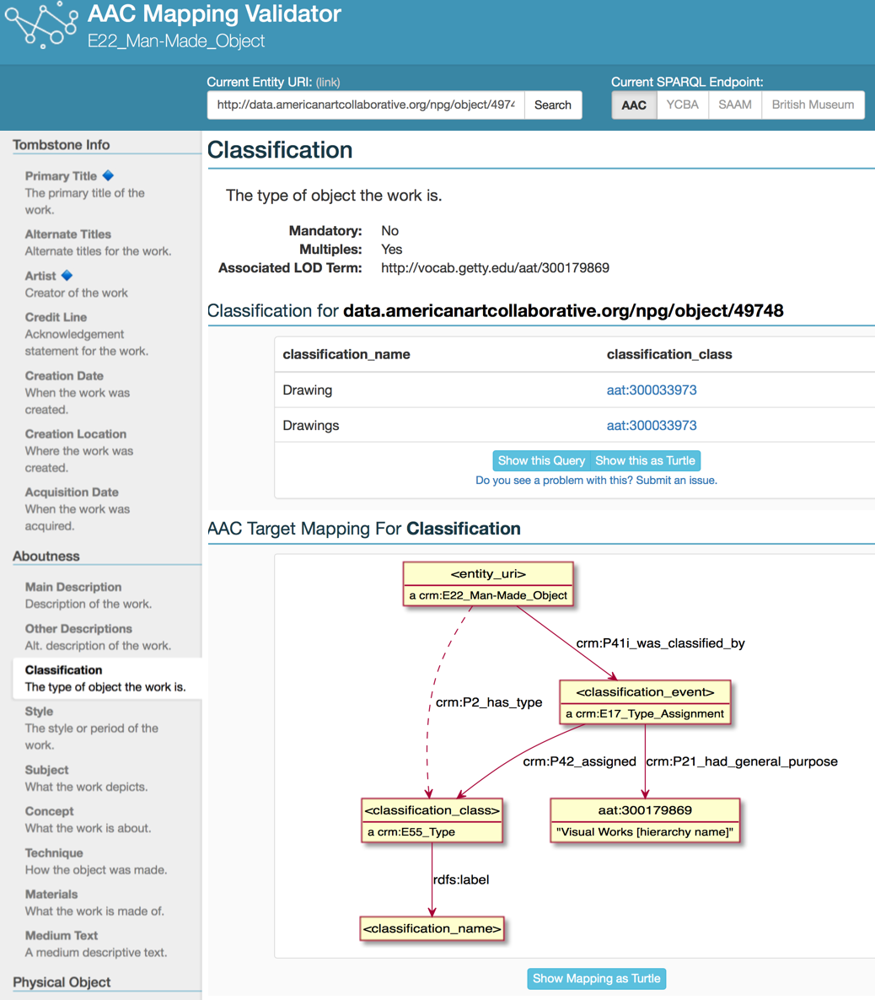 AAC Mapping Validator
E22_Man-Made_Object
Current Entity URI: (link)
http://data.americanartcollaborative.org/npg/object/4974
Search
Current SPARQL Endpoint:
AAC YCBA SAAM British Museum
Tombstone Info
Primary Title
The primary title of the
work.
Alternate Titles
Alternate titles for the work.
Artist
Creator of the work
Credit Line
Acknowledgement
statement for the work.
Creation Date
When the work was
created.
Creation Location
Where the work was
created.
Acquisition Date
When the work was
acquired.
Aboutness
Main Description
Description of the work.
Other Descriptions
Alt. description of the work.
Classification
The type of object the work is.
Style
The style or period of the
work.
Subject
What the work depicts.
Concept
What the work is about.
Technique
How the object was made.
Materials
What the work is made of.
Medium Text
A medium descriptive text.
Physical Object
Classification
The type of object the work is.
Mandatory: No
Multiples: Yes
Associated LOD Term: http://vocab.getty.edu/aat/300179869
Classification for data.americanartcollaborative.org/npg/object/49748
classification_name classification_class
Drawing aat:300033973
Drawings aat:300033973
Show this Query Show this as Turtle
Do you see a problem with this? Submit an issue.
AAC Target Mapping For Classification
<entity_uri>
a crm:E22_Man-Made_Object
crm:P41i_was_classified_by
crm:P2_has_type
<classification_event>
a crm:E17_Type_Assignment
crm:P42_assigned
crm:P21_had_general_purpose
<classification_class>
a crm:E55_Type
aat:300179869
"Visual Works [hierarchy name]"
rdfs:label
<classification_name>
Show Mapping as Turtle